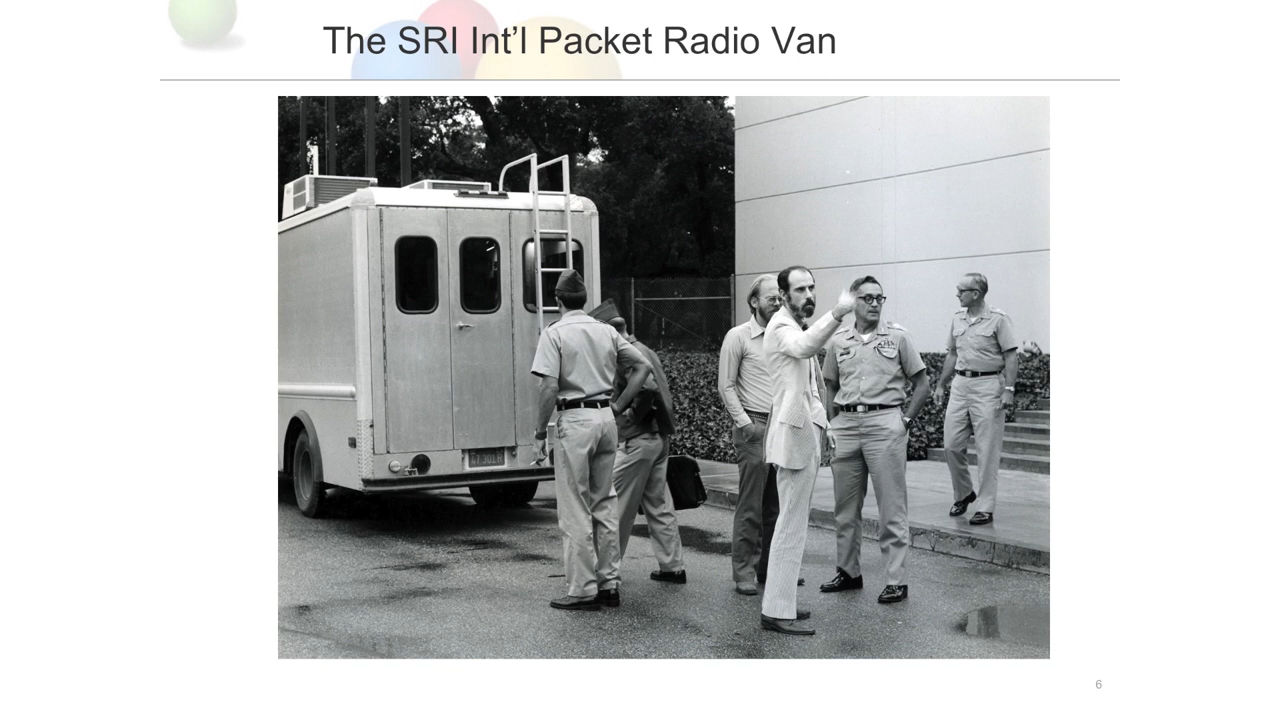 The SRI Int’l Packet Radio Van
6